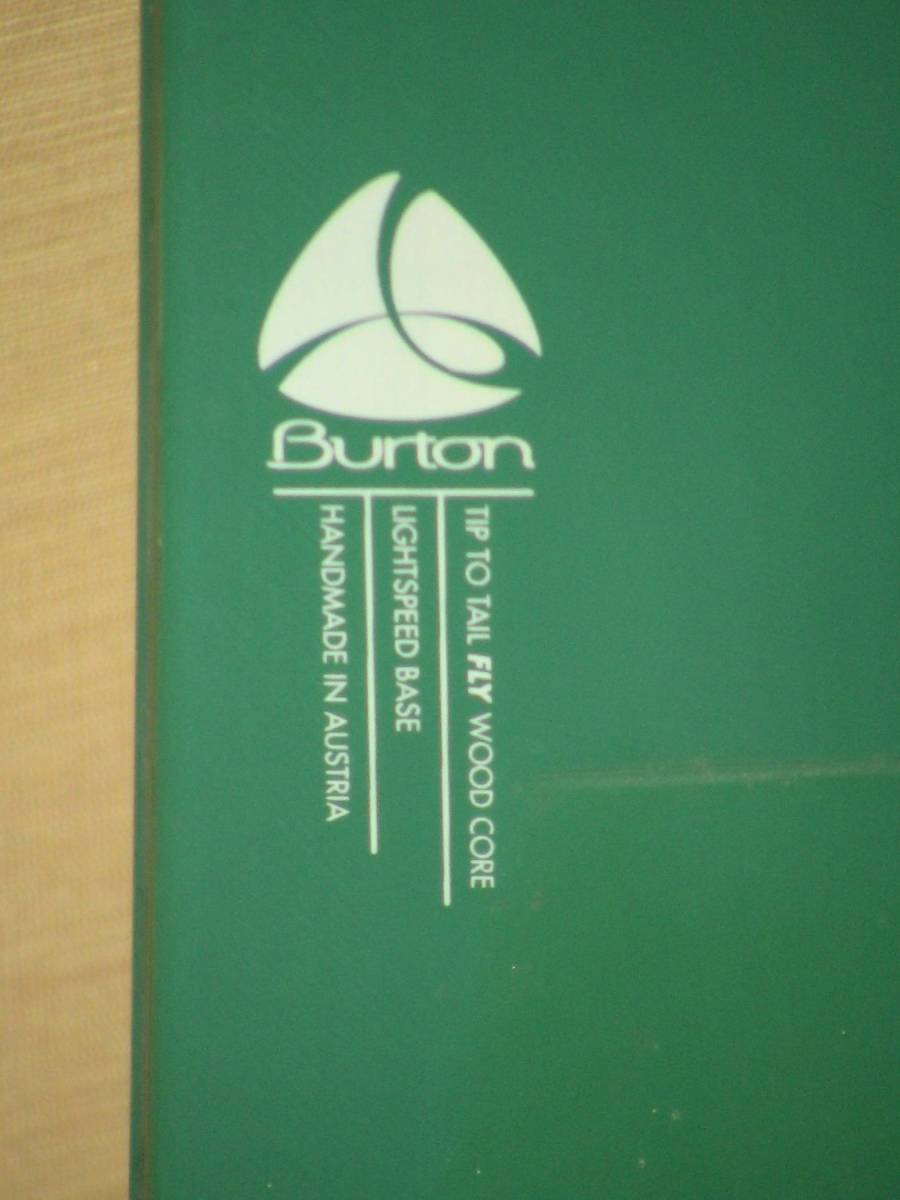 Burton
TIP TO TAIL FLY WOOD CORE
LIGHTSPEED BASE
HANDMADE IN AUSTRIA